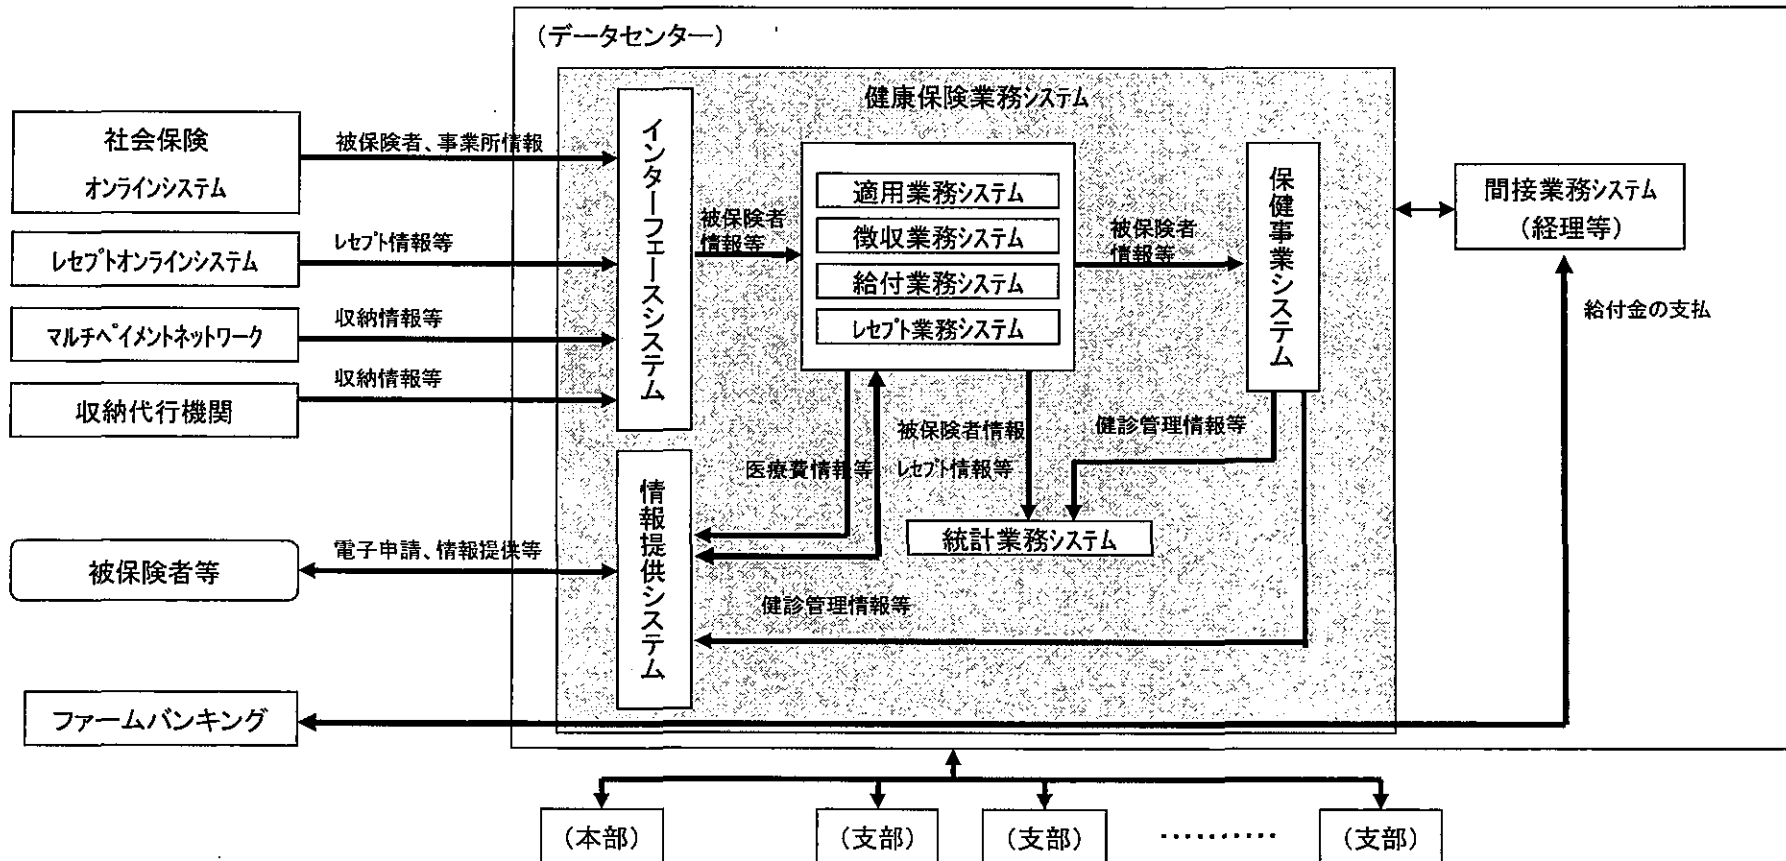 (データセンター)
健康保険業務システム
社会保険
オンラインシステム
被保険者、事業所情報
レセプトオンラインシステム
レセプト情報等
マルチペイメントネットワーク
収納情報等
収納代行機関
収納情報等
インターフェースシステム
被保険者
情報等
適用業務システム
徴収業務システム
給付業務システム
レセプト業務システム
被保険者
情報等
保健事業システム
間接業務システム
(経理等)
給付金の支払
医療費情報等
被保険者情報
レセプト情報等
健診管理情報等
統計業務システム
情報提供システム
被保険者等
電子申請、情報提供等
健診管理情報等
ファームバンキング
(本部)
(支部)
(支部)
………
(支部)